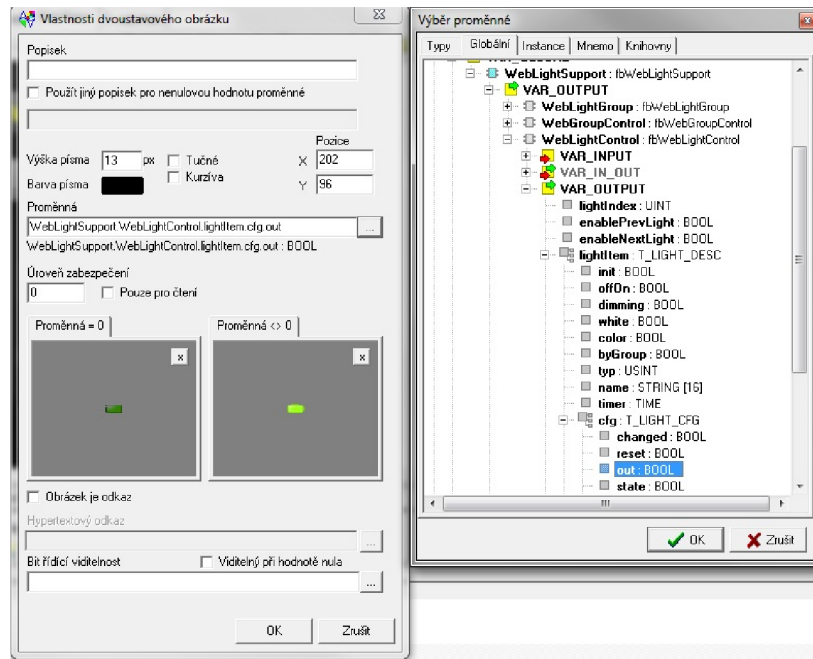 Vlastnosti dvoustavového obrázku
Popisek
Použít jiný popisek pro nenulovou hodnotu proměnné
Pozice
Výška písma 13 px Tučné X 202
Barva písma Kurzíva Y 96
Proměnná
WebLightSupport.WebLightControl.lightItem.cfg.out ...
WebLightSupport.WebLightControl.lightItem.cfg.out : BOOL
Úroveň zabezpečení
0 Pouze pro čtení
Proměnná = 0 Proměnná <> 0
x x
Obrázek je odkaz
Hypertextový odkaz
...
Bit řídící viditelnost Viditelný při hodnotě nula
...
OK Zrušit
Výběr proměnné
Typy Globální Instance Mnemo Knihovny
WebLightSupport : fbWebLightSupport
VAR_OUTPUT
WebLightGroup : fbWebLightGroup
WebGroupControl : fbWebGroupControl
WebLightControl : fbWebLightControl
VAR_INPUT
VAR_IN_OUT
VAR_OUTPUT
lightIndex : UINT
enablePrevLight : BOOL
enableNextLight : BOOL
lightItem : T_LIGHT_DESC
init : BOOL
offOn : BOOL
dimming : BOOL
white : BOOL
color : BOOL
byGroup : BOOL
typ : USINT
name : STRING [16]
timer : TIME
cfg : T_LIGHT_CFG
changed : BOOL
reset : BOOL
out : BOOL
state : BOOL
OK Zrušit